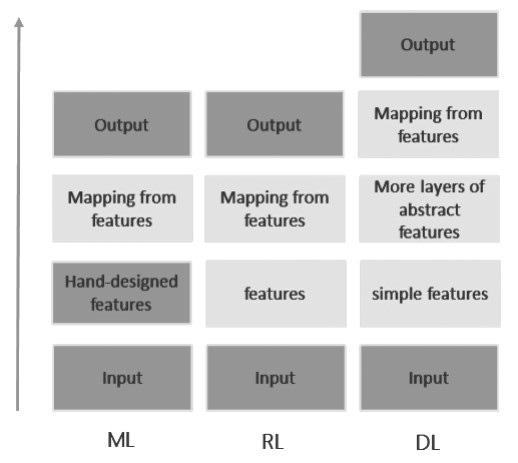 Output
Output
Output
Mapping from
features
Mapping from
features
Mapping from
features
More layers of
abstract
features
Hand-designed
features
features
simple features
Input
Input
Input
ML
RL
DL